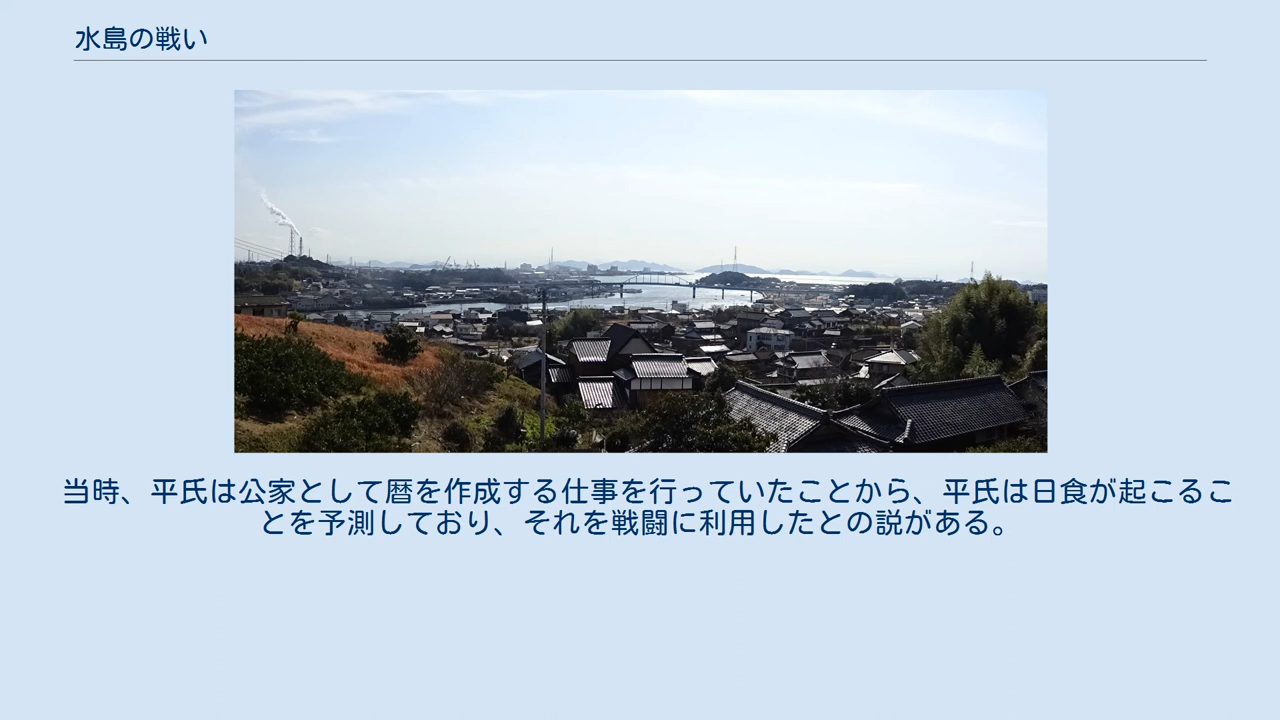 水島の戦い
当時、平氏は公家として暦を作成する仕事を行っていたことから、平氏は日食が起こるこ
とを予測しており、それを戦闘に利用したとの説がある。